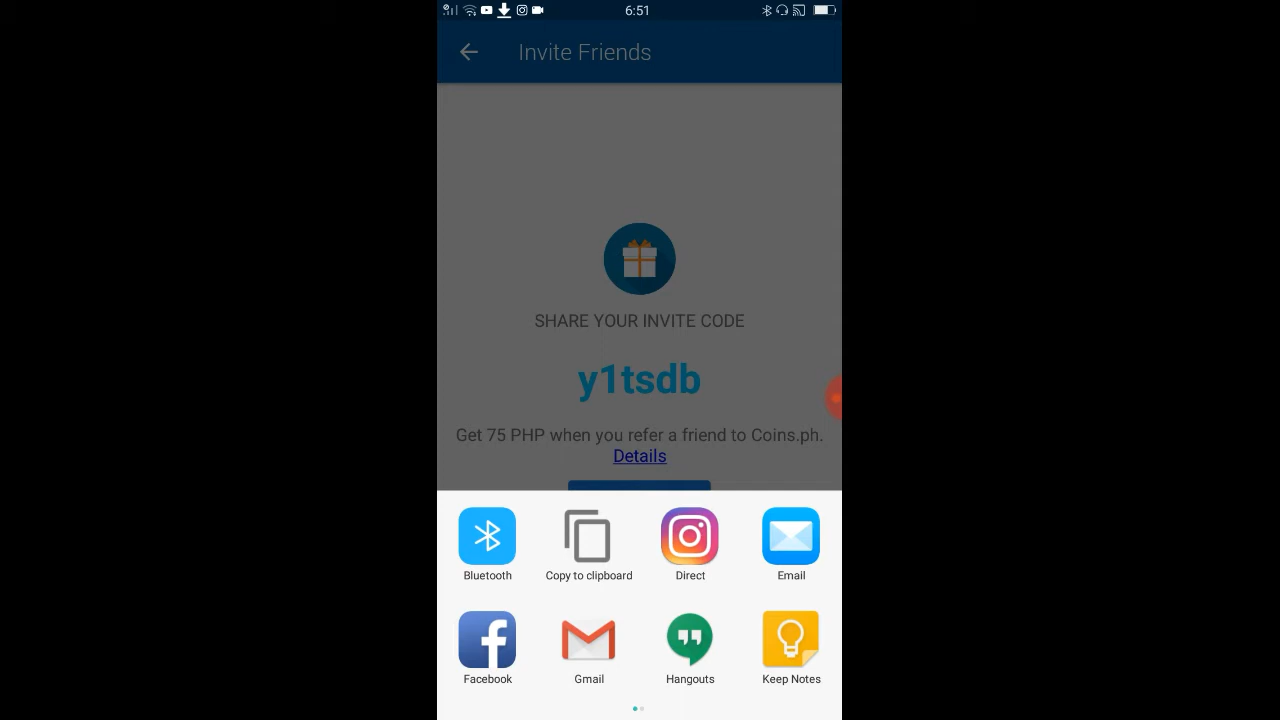 6:51
Invite Friends
SHARE YOUR INVITE CODE
y1tsdb
Get 75 PHP when you refer a friend to Coins.ph.
Details
Bluetooth
Copy to clipboard
Direct
Email
Facebook
Gmail
Hangouts
Keep Notes